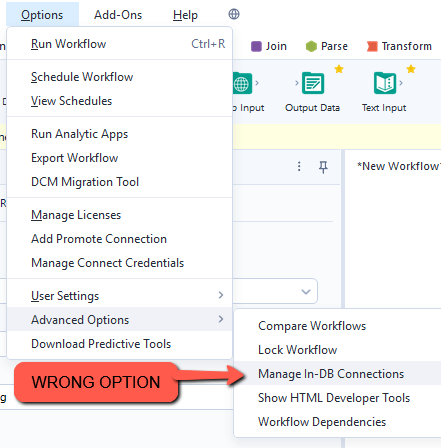 Options Add-Ons Help
Run Workflow Ctrl+R
Join Parse Transform
Schedule Workflow
View Schedules
Input Output Data Text Input
Run Analytic Apps
Export Workflow
DCM Migration Tool
*New Workflow*
Manage Licenses
Add Promote Connection
Manage Connect Credentials
User Settings
Advanced Options
Download Predictive Tools
Compare Workflows
Lock Workflow
Manage In-DB Connections
Show HTML Developer Tools
Workflow Dependencies
WRONG OPTION